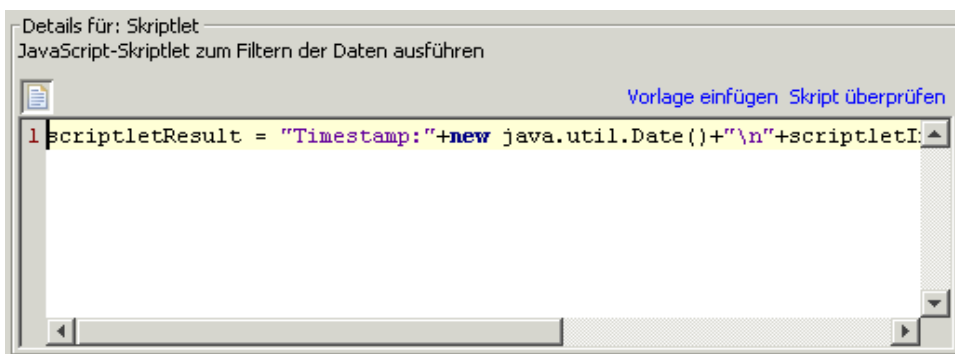 Details für: Skriptlet
JavaScript-Skriptlet zum Filtern der Daten ausführen
Vorlage einfügen Skript überprüfen
1 scriptletResult = "Timestamp:"+new java.util.Date()+"\n"+scriptletI